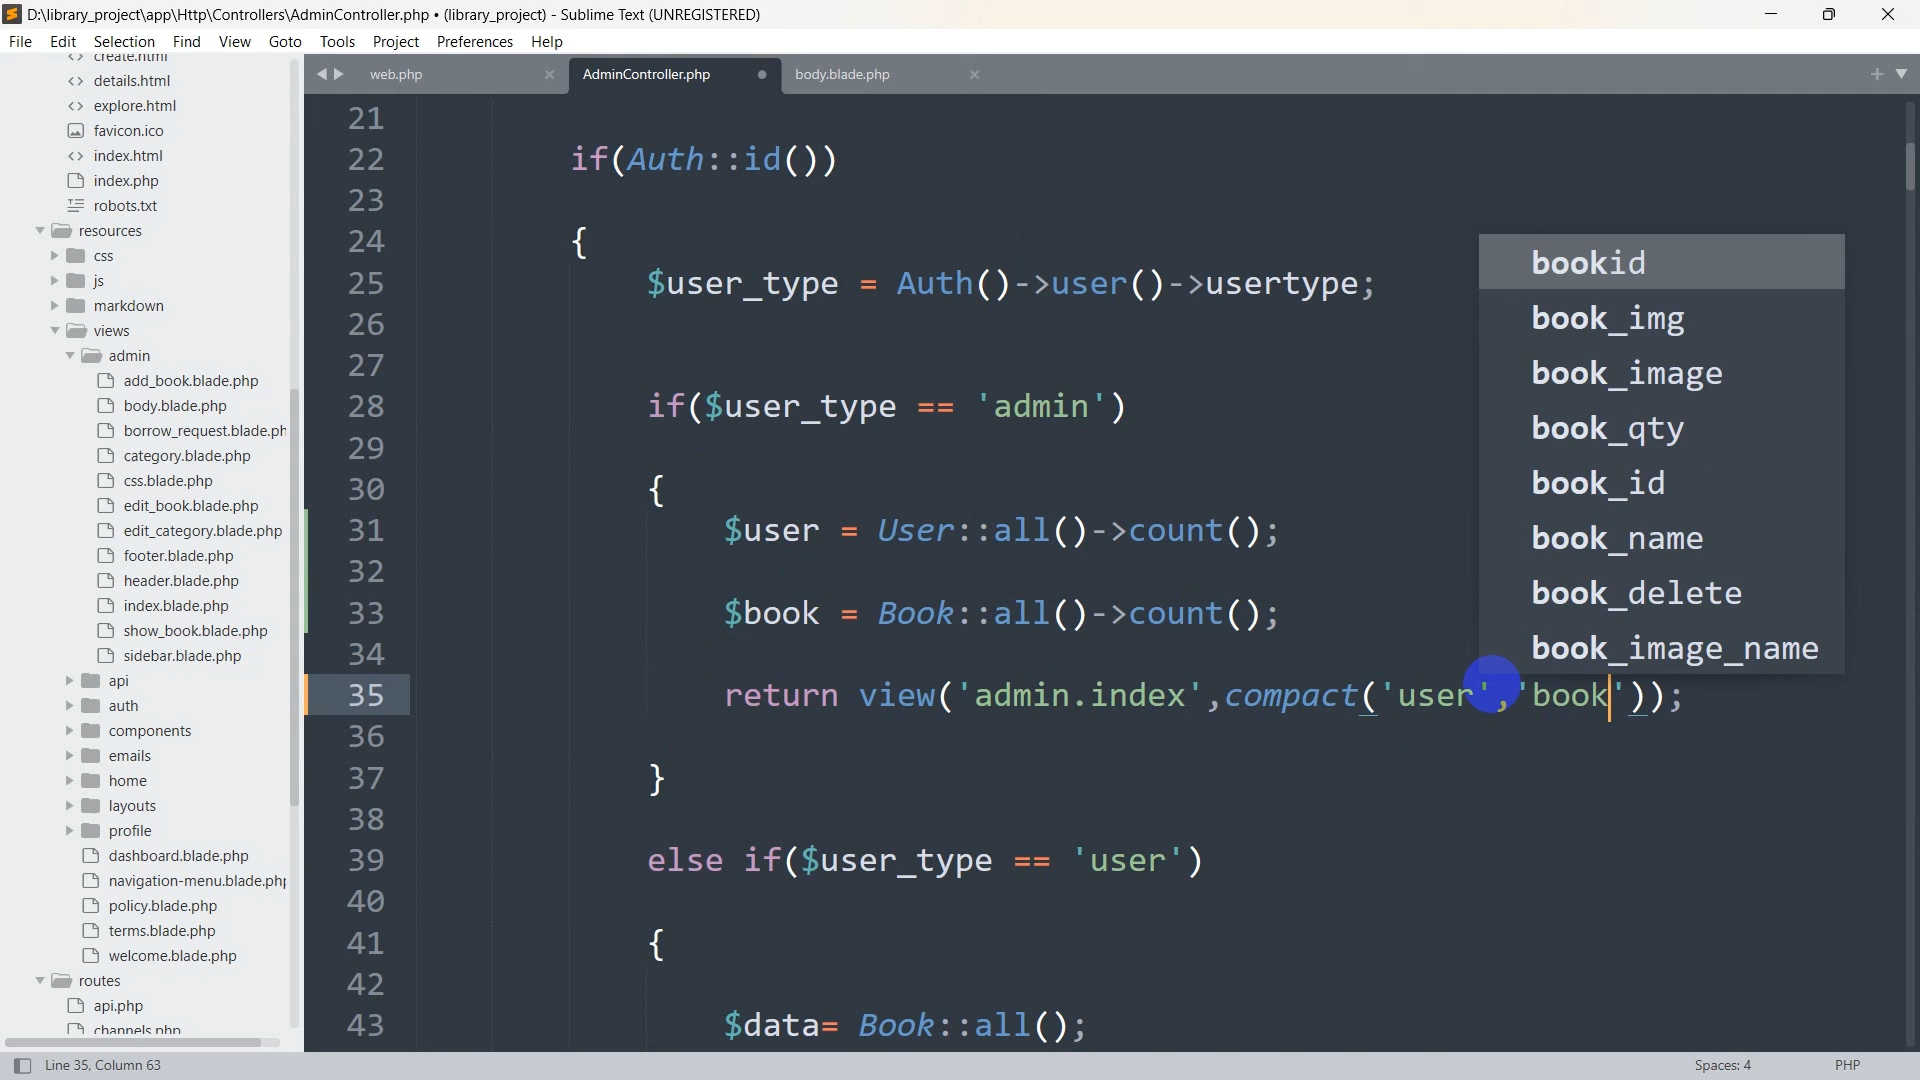 D:\library_project\app\Http\Controllers\AdminController.php • (library_project) - Sublime Text (UNREGISTERED)
File Edit Selection Find View Goto Tools Project Preferences Help
create.html
details.html
explore.html
favicon.ico
index.html
index.php
robots.txt
resources
css
js
markdown
views
admin
add_book.blade.php
body.blade.php
borrow_request.blade.ph
category.blade.php
css.blade.php
edit_book.blade.php
edit_category.blade.php
footer.blade.php
header.blade.php
index.blade.php
show_book.blade.php
sidebar.blade.php
api
auth
components
emails
home
layouts
profile
dashboard.blade.php
navigation-menu.blade.php
policy.blade.php
terms.blade.php
welcome.blade.php
routes
api.php
channels.php
web.php AdminController.php body.blade.php
21
22 if(Auth::id())
23
24 {
25 $user_type = Auth()->user()->usertype;
26
27
28 if($user_type == 'admin')
29
30 {
31 $user = User::all()->count();
32
33 $book = Book::all()->count();
34
35 return view('admin.index',compact('user','book'));
36
37 }
38
39 else if($user_type == 'user')
40
41 {
42
43 $data= Book::all();
bookid
book_img
book_image
book_qty
book_id
book_name
book_delete
book_image_name
Line 35, Column 63 Spaces: 4 PHP